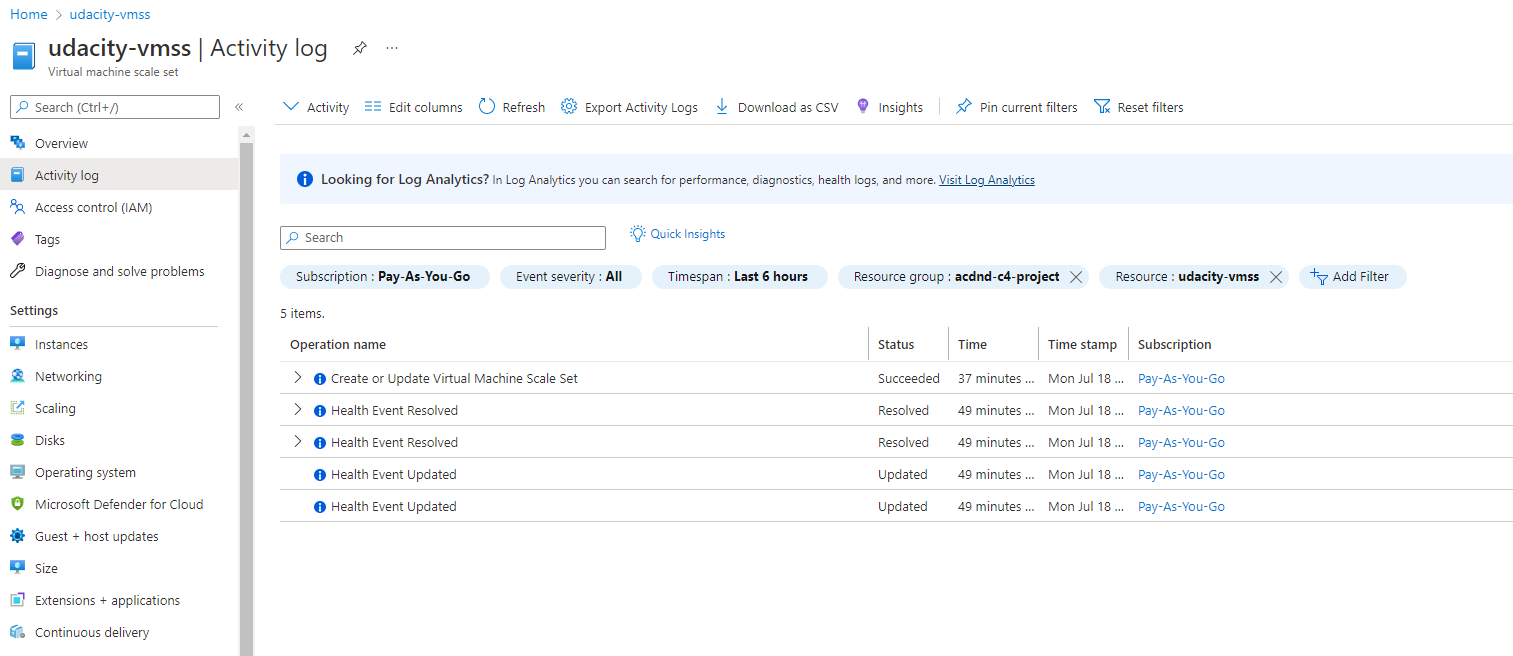 Home > udacity-vmss
udacity-vmss | Activity log ...
Virtual machine scale set
Search (Ctrl+/) «
Activity Edit columns Refresh Export Activity Logs Download as CSV Insights Pin current filters Reset filters
Overview
Activity log
Access control (IAM)
Tags
Diagnose and solve problems
Settings
Instances
Networking
Scaling
Disks
Operating system
Microsoft Defender for Cloud
Guest + host updates
Size
Extensions + applications
Continuous delivery
Looking for Log Analytics? In Log Analytics you can search for performance, diagnostics, health logs, and more. Visit Log Analytics
Search Quick Insights
Subscription : Pay-As-You-Go Event severity : All Timespan : Last 6 hours Resource group : acdnd-c4-project Resource : udacity-vmss Add Filter
5 items.
Operation name Status Time Time stamp Subscription
Create or Update Virtual Machine Scale Set Succeeded 37 minutes ... Mon Jul 18 ... Pay-As-You-Go
Health Event Resolved Resolved 49 minutes ... Mon Jul 18 ... Pay-As-You-Go
Health Event Resolved Resolved 49 minutes ... Mon Jul 18 ... Pay-As-You-Go
Health Event Updated Updated 49 minutes ... Mon Jul 18 ... Pay-As-You-Go
Health Event Updated Updated 49 minutes ... Mon Jul 18 ... Pay-As-You-Go